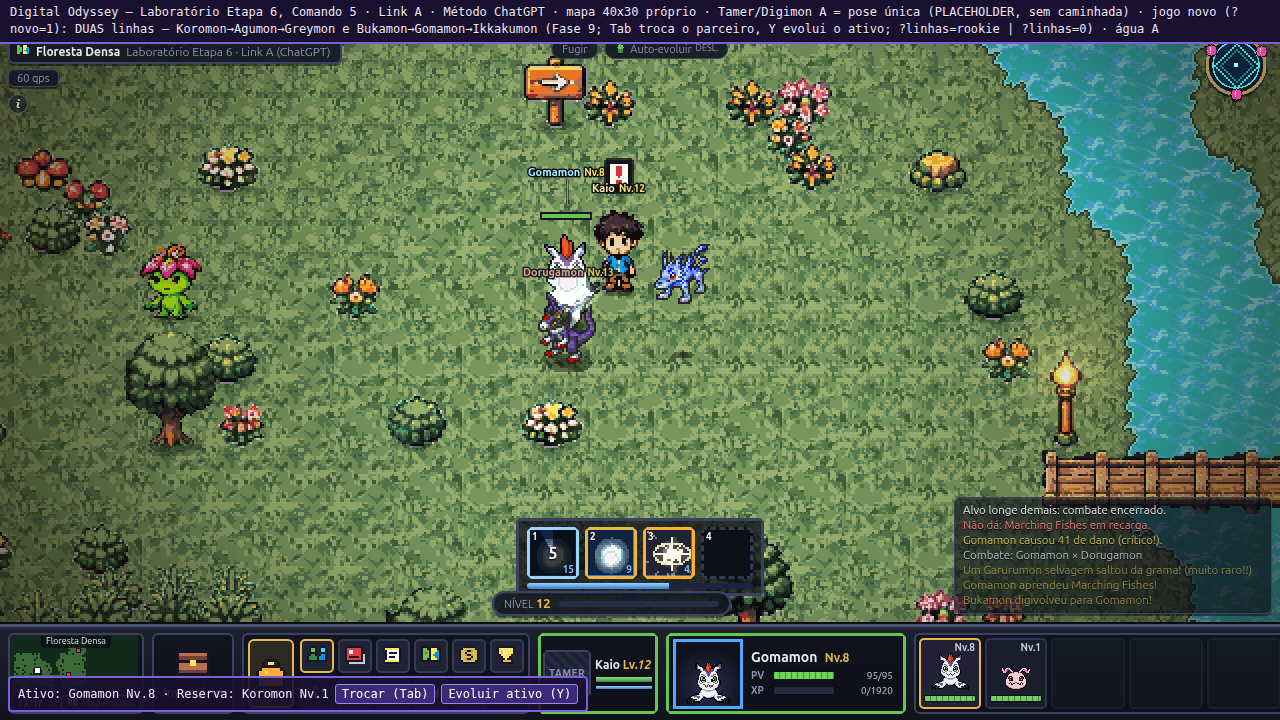 Digital Odyssey — Laboratório Etapa 6, Comando 5 · Link A · Método ChatGPT · mapa 40x30 próprio · Tamer/Digimon A = pose única (PLACEHOLDER, sem caminhada) · jogo novo (?
novo=1): DUAS linhas — Koromon→Agumon→Greymon e Bukamon→Gomamon→Ikkakumon (Fase 9; Tab troca o parceiro, Y evolui o ativo; ?linhas=rookie | ?linhas=0) · água A
Floresta Densa Laboratório Etapa 6 · Link A (ChatGPT)
Fugir
Auto-evoluir DESL.
60 qps
i
Gomamon Nv.8
Kaio Nv.12
Dorugamon Nv.13
Alvo longe demais: combate encerrado.
Não dá: Marching Fishes em recarga.
Gomamon causou 41 de dano (crítico!).
Combate: Gomamon × Dorugamon
Um Garurumon selvagem saltou da grama! (muito raro!!)
Gomamon aprendeu Marching Fishes!
Bukamon digivolveu para Gomamon!
1 5 15
2 9
3 4
4
NÍVEL 12
Floresta Densa
TAMER
Kaio Lv.12
Gomamon Nv.8
PV 95/95
XP 0/1920
Nv.8
Nv.1
Ativo: Gomamon Nv.8 · Reserva: Koromon Nv.1 Trocar (Tab) Evoluir ativo (Y)